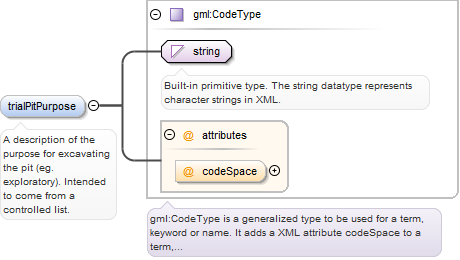 gml:CodeType
string
Built-in primitive type. The string datatype represents
character strings in XML.
trialPitPurpose
A description of the
purpose for excavating
the pit (eg.
exploratory). Intended
to come from a
controlled list.
@ attributes
@ codeSpace
gml:CodeType is a generalized type to be used for a term,
keyword or name. It adds a XML attribute codeSpace to a
term,...